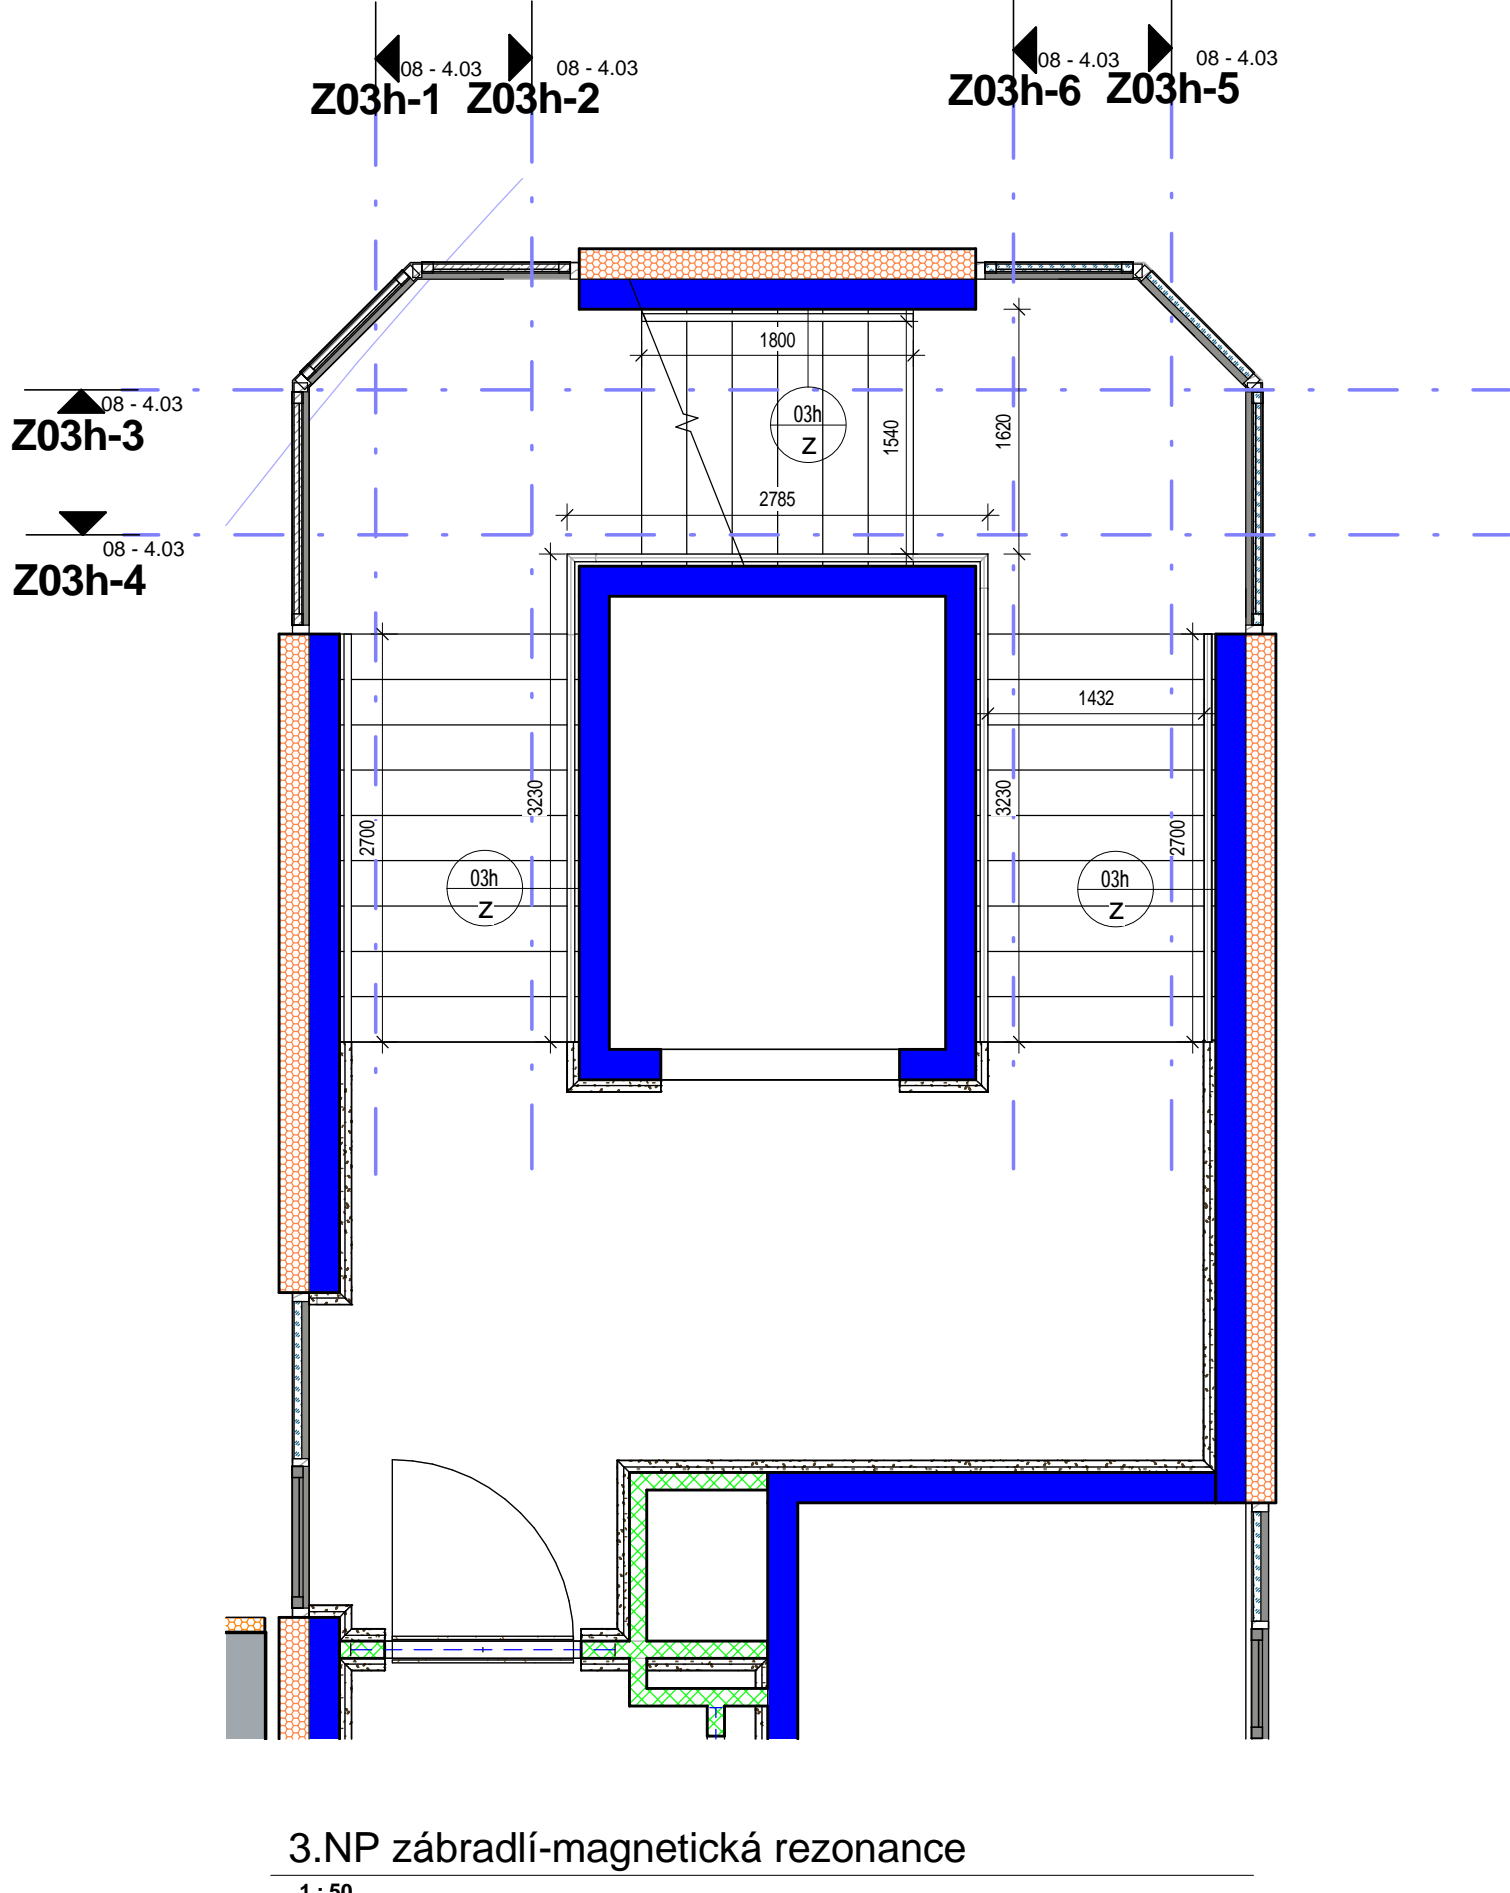 08 - 4.03 08 - 4.03 08 - 4.03 08 - 4.03
Z03h-1 Z03h-2 Z03h-6 Z03h-5
1800
08 - 4.03
Z03h-3
03h
z
1540
1620
2785
08 - 4.03
Z03h-4
1432
3230
3230
2700
2700
03h
z
03h
z
3.NP zábradlí-magnetická rezonance
1 : 50